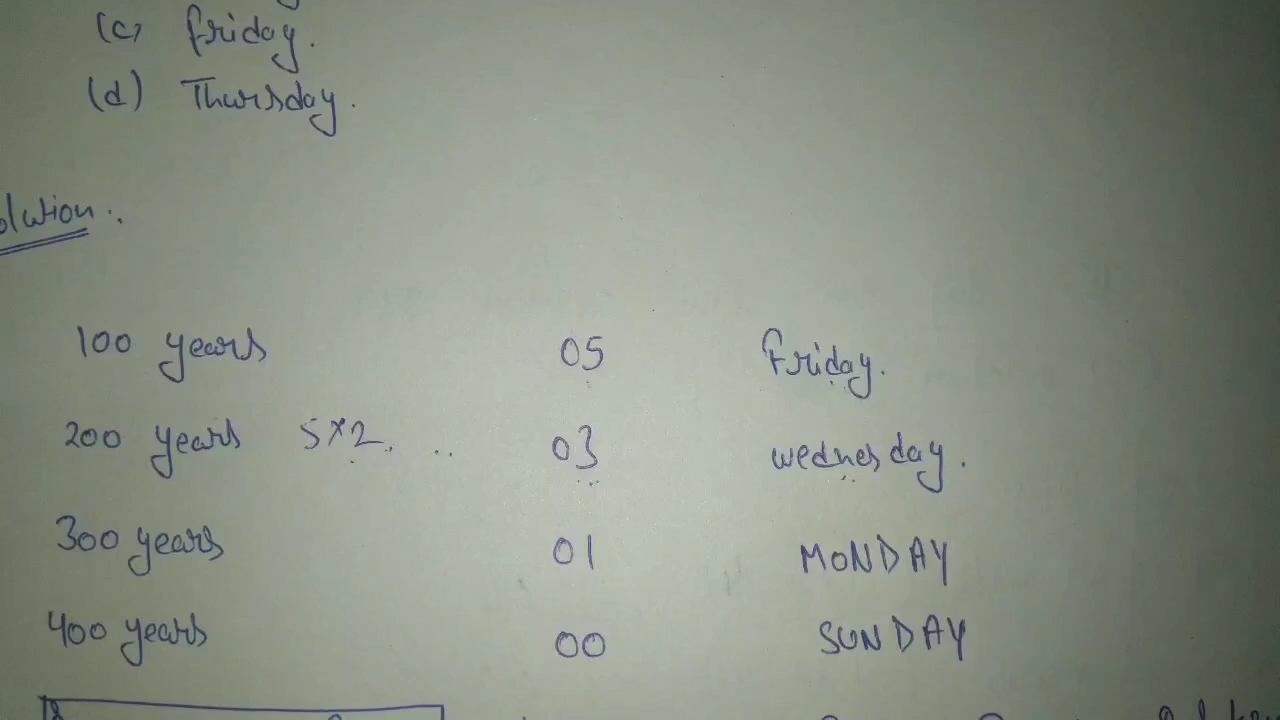 (c) friday.
(d) Thursday.
olution :.
100 years 05 Friday.
200 years 5×2. .. 03 wednesday.
300 years 01 MONDAY
400 years 00 SUNDAY